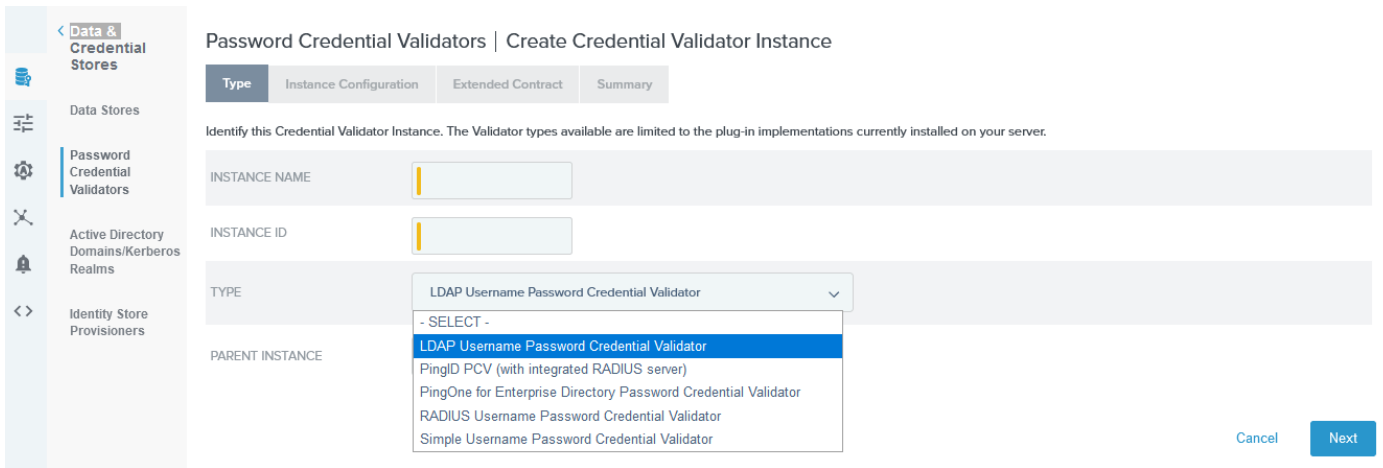 Data &
Credential
Stores
Data Stores
Password
Credential
Validators
Active Directory
Domains/Kerberos
Realms
Identity Store
Provisioners
Password Credential Validators | Create Credential Validator Instance
Type Instance Configuration Extended Contract Summary
Identify this Credential Validator Instance. The Validator types available are limited to the plug-in implementations currently installed on your server.
INSTANCE NAME
INSTANCE ID
TYPE LDAP Username Password Credential Validator
- SELECT -
LDAP Username Password Credential Validator
PingID PCV (with integrated RADIUS server)
PingOne for Enterprise Directory Password Credential Validator
RADIUS Username Password Credential Validator
Simple Username Password Credential Validator
PARENT INSTANCE
Cancel Next